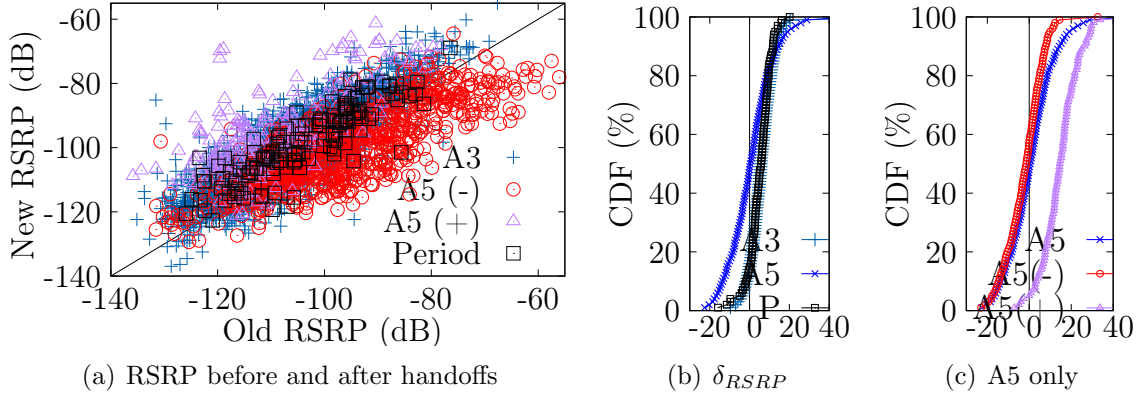 New RSRP (dB)
-60
-80
-100
-120
-140
-140
-120
-100
-80
-60
Old RSRP (dB)
A3
A5 (-)
A5 (+)
Period
(a) RSRP before and after handoffs
CDF (%)
100
80
60
40
20
0
-20
0
20
40
A3
A5
P
(b) δRSRP
CDF (%)
100
80
60
40
20
0
-20
0
20
40
A5
A5(-)
(c) A5 only